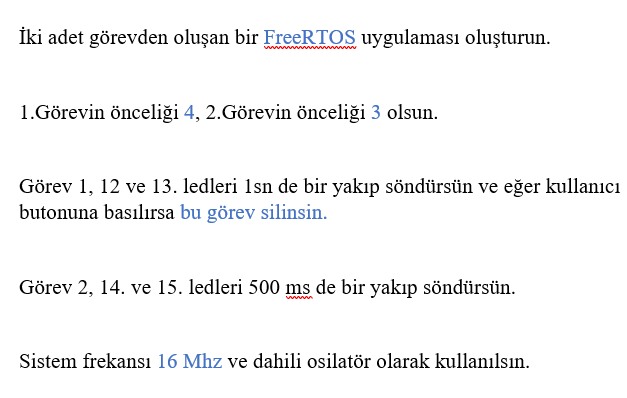 İki adet görevden oluşan bir FreeRTOS uygulaması oluşturun.
1.Görevin önceliği 4, 2.Görevin önceliği 3 olsun.
Görev 1, 12 ve 13. ledleri 1sn de bir yakıp söndürsün ve eğer kullanıcı
butonuna basılırsa bu görev silinsin.
Görev 2, 14. ve 15. ledleri 500 ms de bir yakıp söndürsün.
Sistem frekansı 16 Mhz ve dahili osilatör olarak kullanılsın.